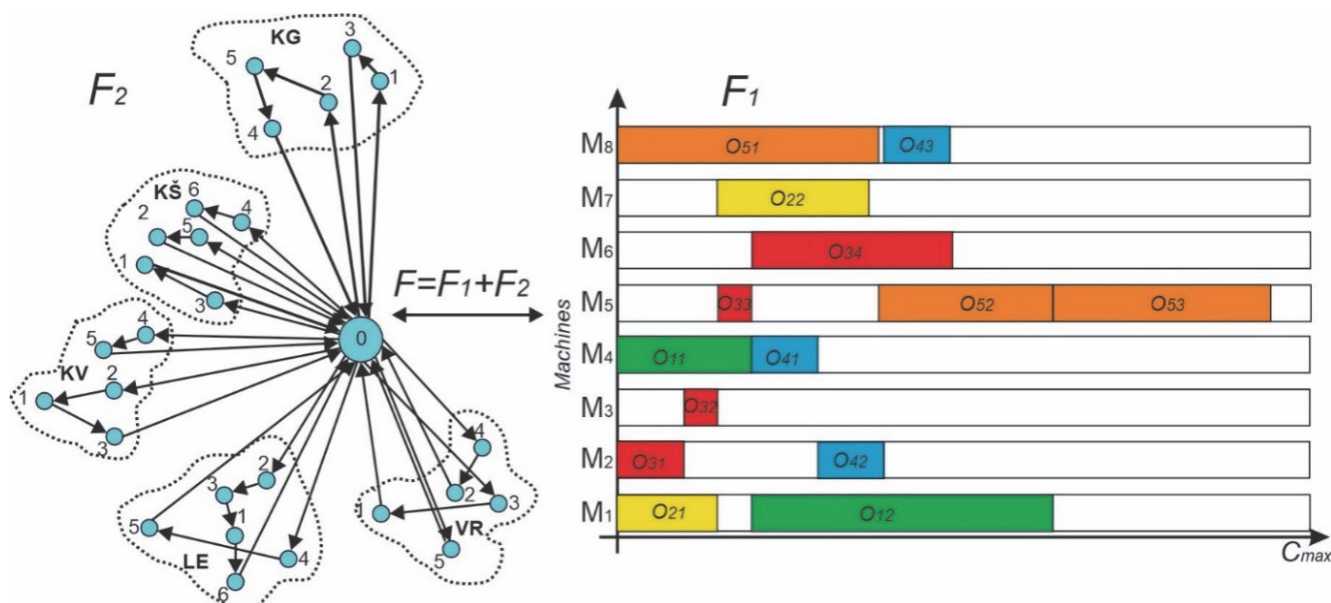 F2
KG
3
5
2
1
4
KŠ
6
2
5
4
1
3
0
F=F1+F2
4
5
KV
2
1
3
2
3
1
5
4
LE
6
4
2
3
1
VR
5
F1
Machines
M8 O51 O43
M7 O22
M6 O34
M5 O33 O52 O53
M4 O11 O41
M3 O32
M2 O31 O42
M1 O21 O12
Cmax